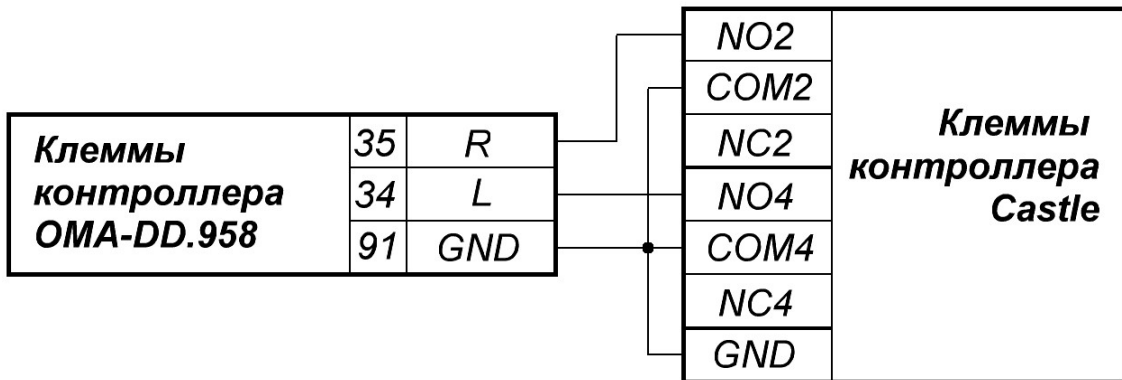 Клеммы
контроллера
OMA-DD.958
35 R
34 L
91 GND
NO2
COM2
NC2
NO4
COM4
NC4
GND
Клеммы
контроллера
Castle